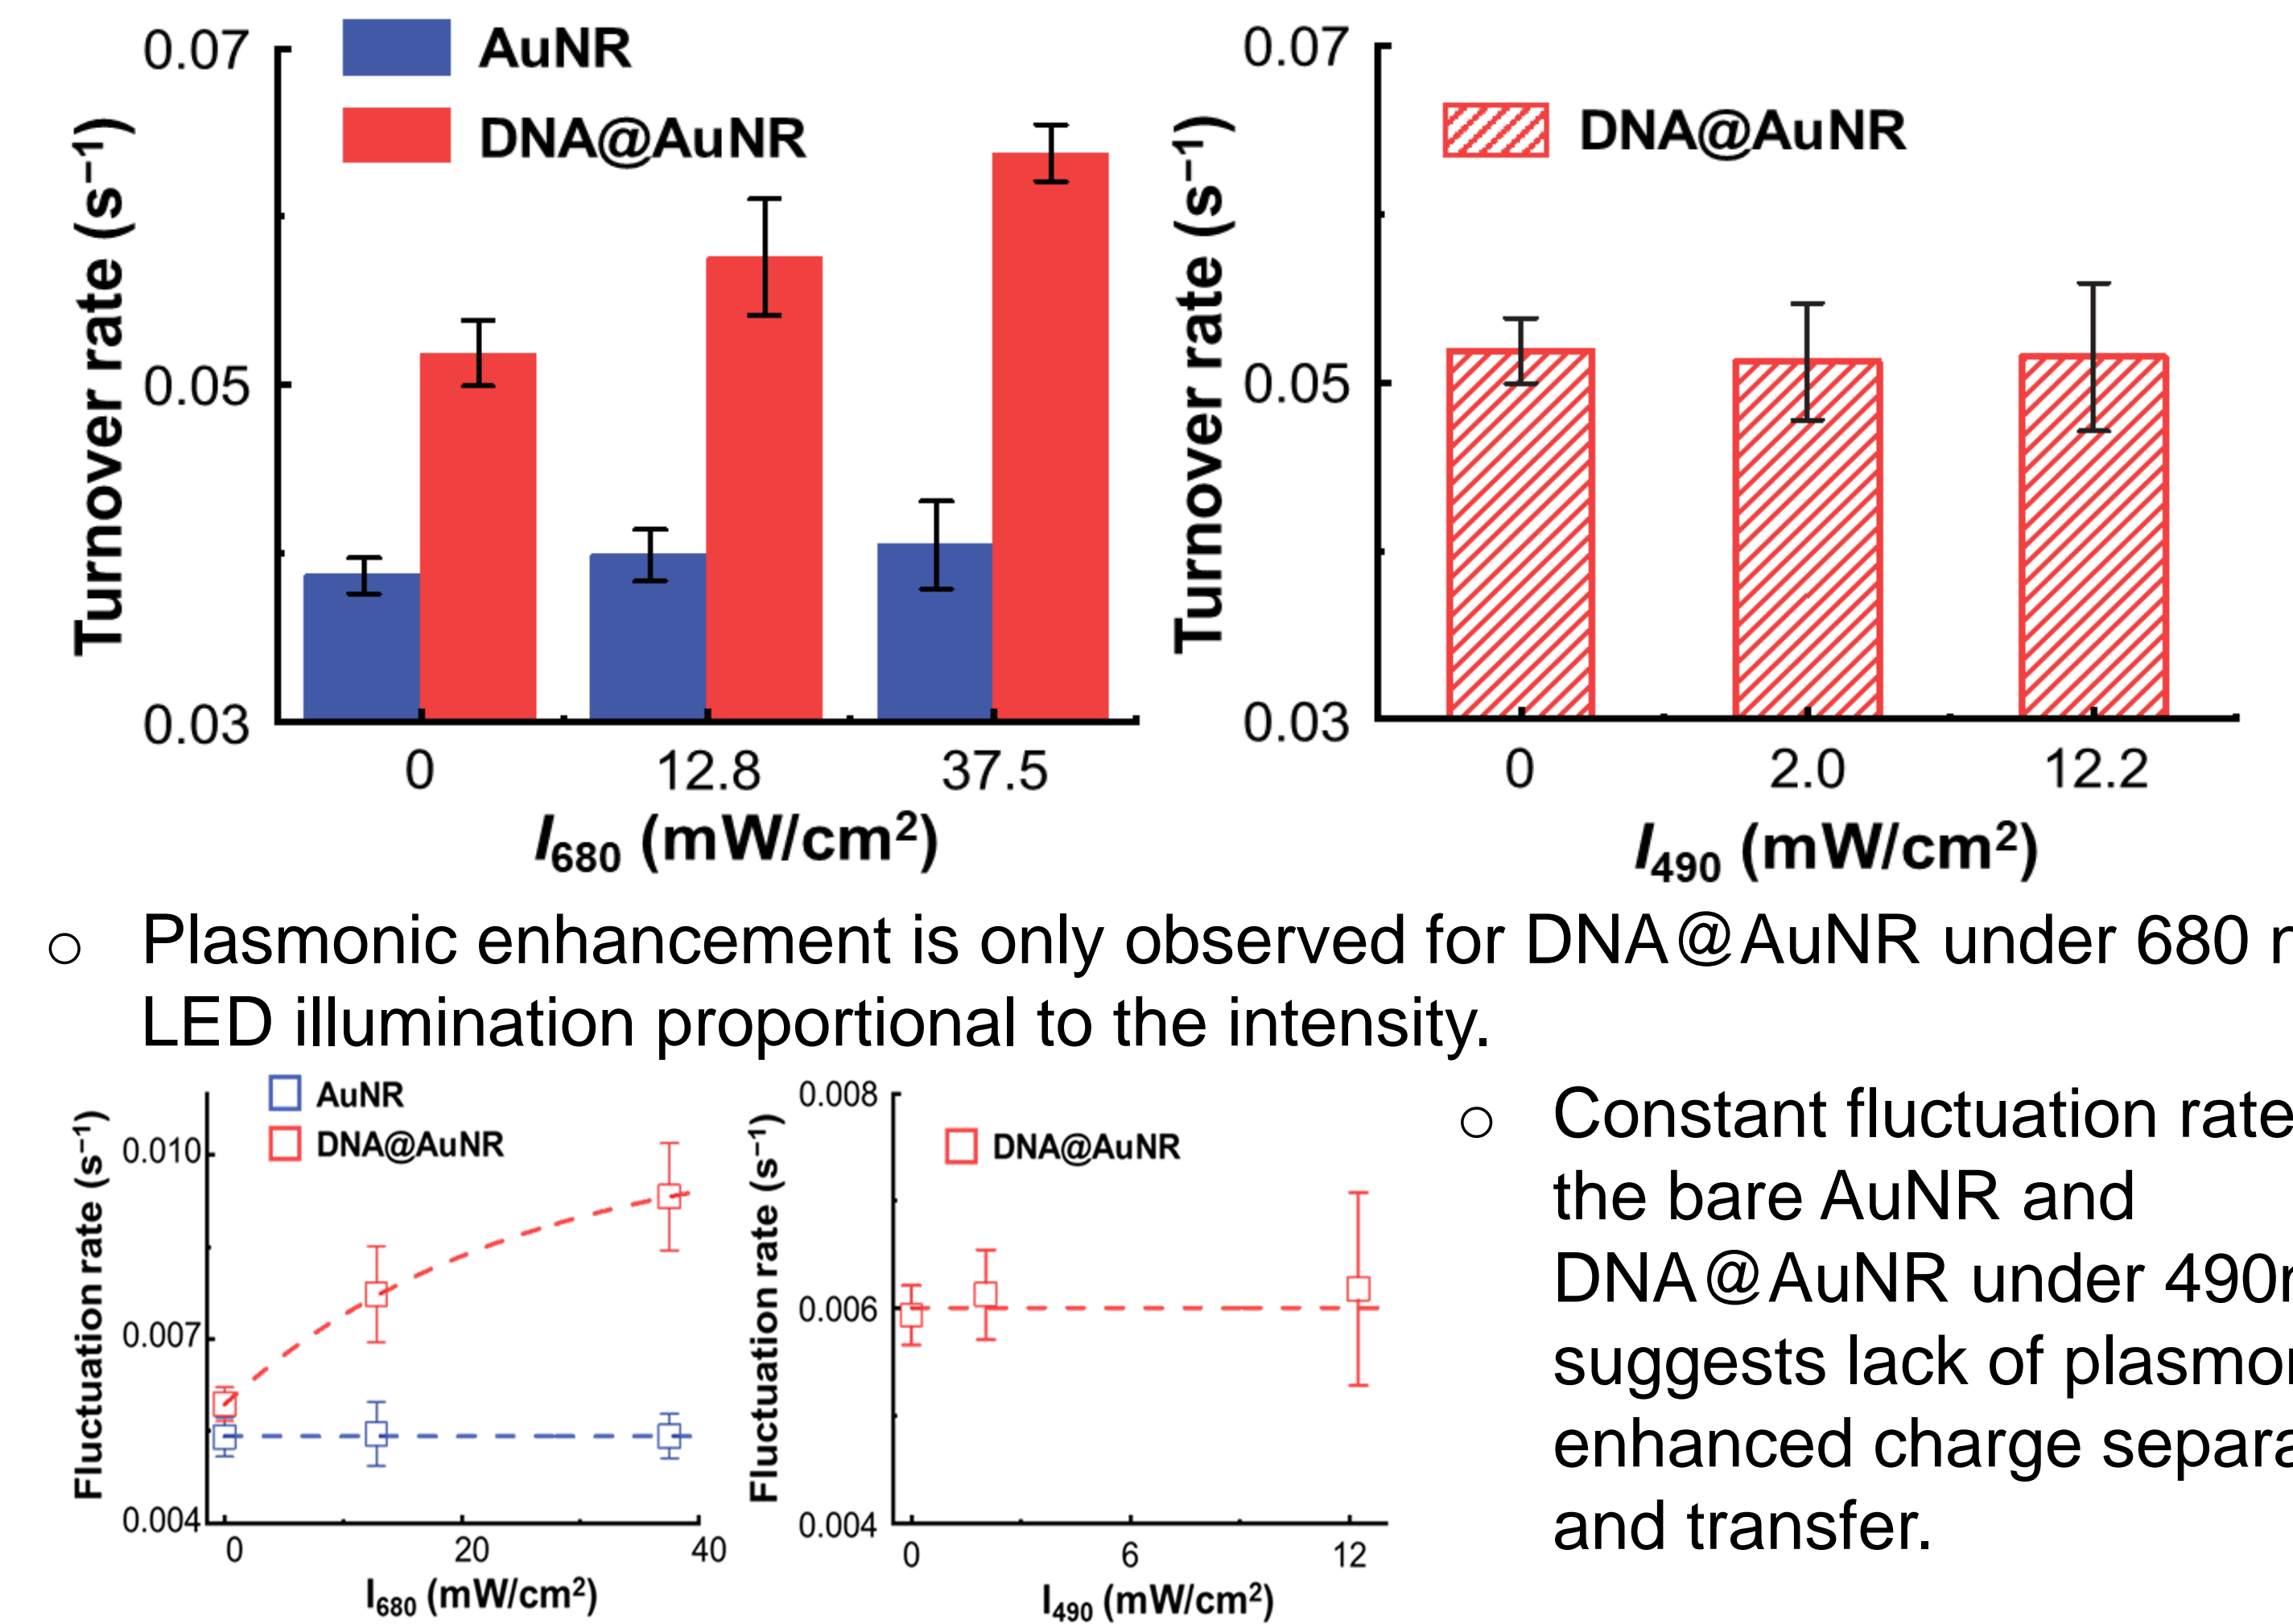 0.07
0.05
0.03
Turnover rate (s⁻¹)
AuNR
DNA@AuNR
0 12.8 37.5
I₆₈₀ (mW/cm²)
0.07
0.05
0.03
Turnover rate (s⁻¹)
DNA@AuNR
0 2.0 12.2
I₄₉₀ (mW/cm²)
○ Plasmonic enhancement is only observed for DNA@AuNR under 680
LED illumination proportional to the intensity.
0.010
0.007
0.004
Fluctuation rate (s⁻¹)
AuNR
DNA@AuNR
0 20 40
I₆₈₀ (mW/cm²)
0.008
0.006
0.004
Fluctuation rate (s⁻¹)
DNA@AuNR
0 6 12
I₄₉₀ (mW/cm²)
○ Constant fluctuation rate
the bare AuNR and
DNA@AuNR under
suggests lack of
enhanced charge
and transfer.